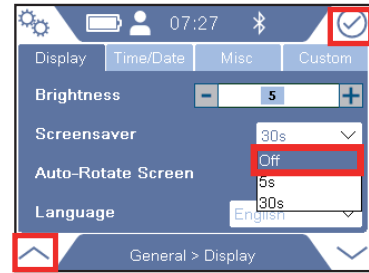 07:27
Display Time/Date Misc Custom
Brightness - 5 +
Screensaver 30s
Off
Auto-Rotate Screen 5s
30s
Language English
General > Display